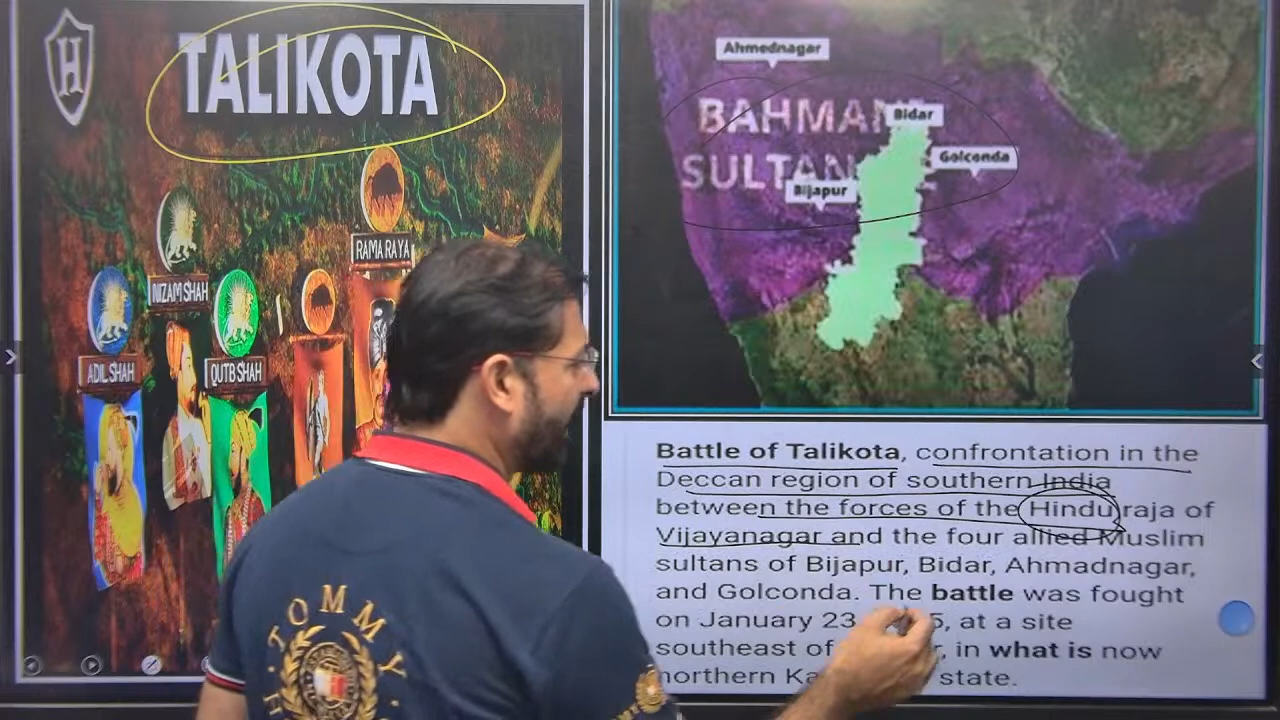 H
TALIKOTA
RAMA RAYA
NIZAM SHAH
ADIL SHAH
QUTB SHAH
TOMMY
Ahmednagar
BAHMAN
Bidar
SULTAN
Golconda
Bijapur
Battle of Talikota, confrontation in the
Deccan region of southern India
between the forces of the Hindu raja of
Vijayanagar and the four allied Muslim
sultans of Bijapur, Bidar, Ahmadnagar,
and Golconda. The battle was fought
on January 23 5, at a site
southeast of in what is now
northern state.